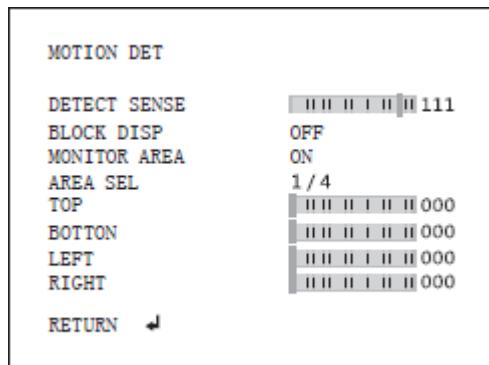 MOTION DET
DETECT SENSE 111
BLOCK DISP OFF
MONITOR AREA ON
AREA SEL 1/4
TOP 000
BOTTON 000
LEFT 000
RIGHT 000
RETURN ↲